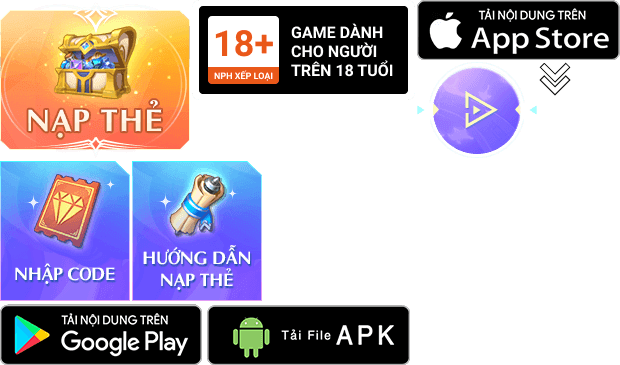 NẠP THẺ
18+
NPH XẾP LOẠI
GAME DÀNH
CHO NGƯỜI
TRÊN 18 TUỔI
TẢI NỘI DUNG TRÊN
App Store
NHẬP CODE
HƯỚNG DẪN
NẠP THẺ
TẢI NỘI DUNG TRÊN
Google Play
Tải File APK